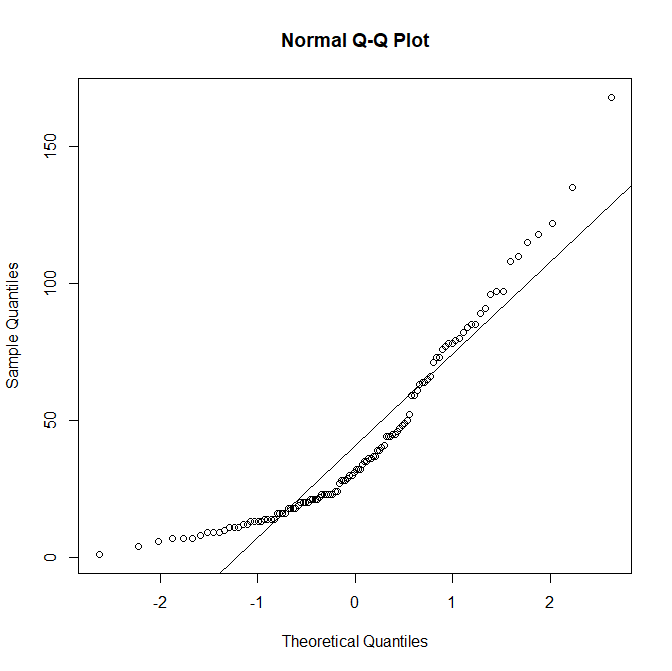 Normal Q-Q Plot
150
100
50
0
Sample Quantiles
-2 -1 0 1 2
Theoretical Quantiles